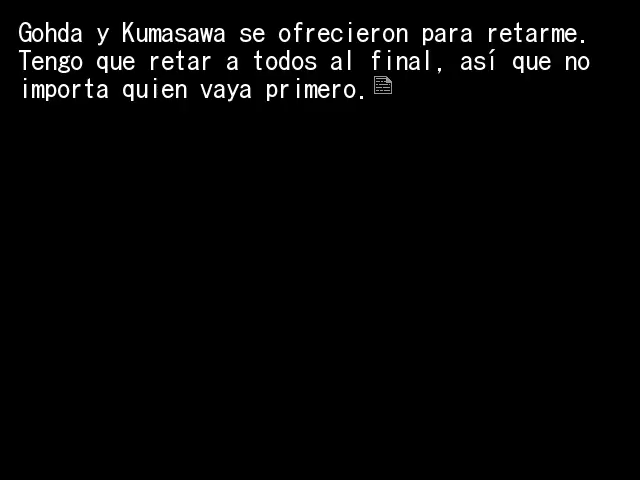 Gohda y Kumasawa se ofrecieron para retarme.
Tengo que retar a todos al final, así que no
importa quien vaya primero.